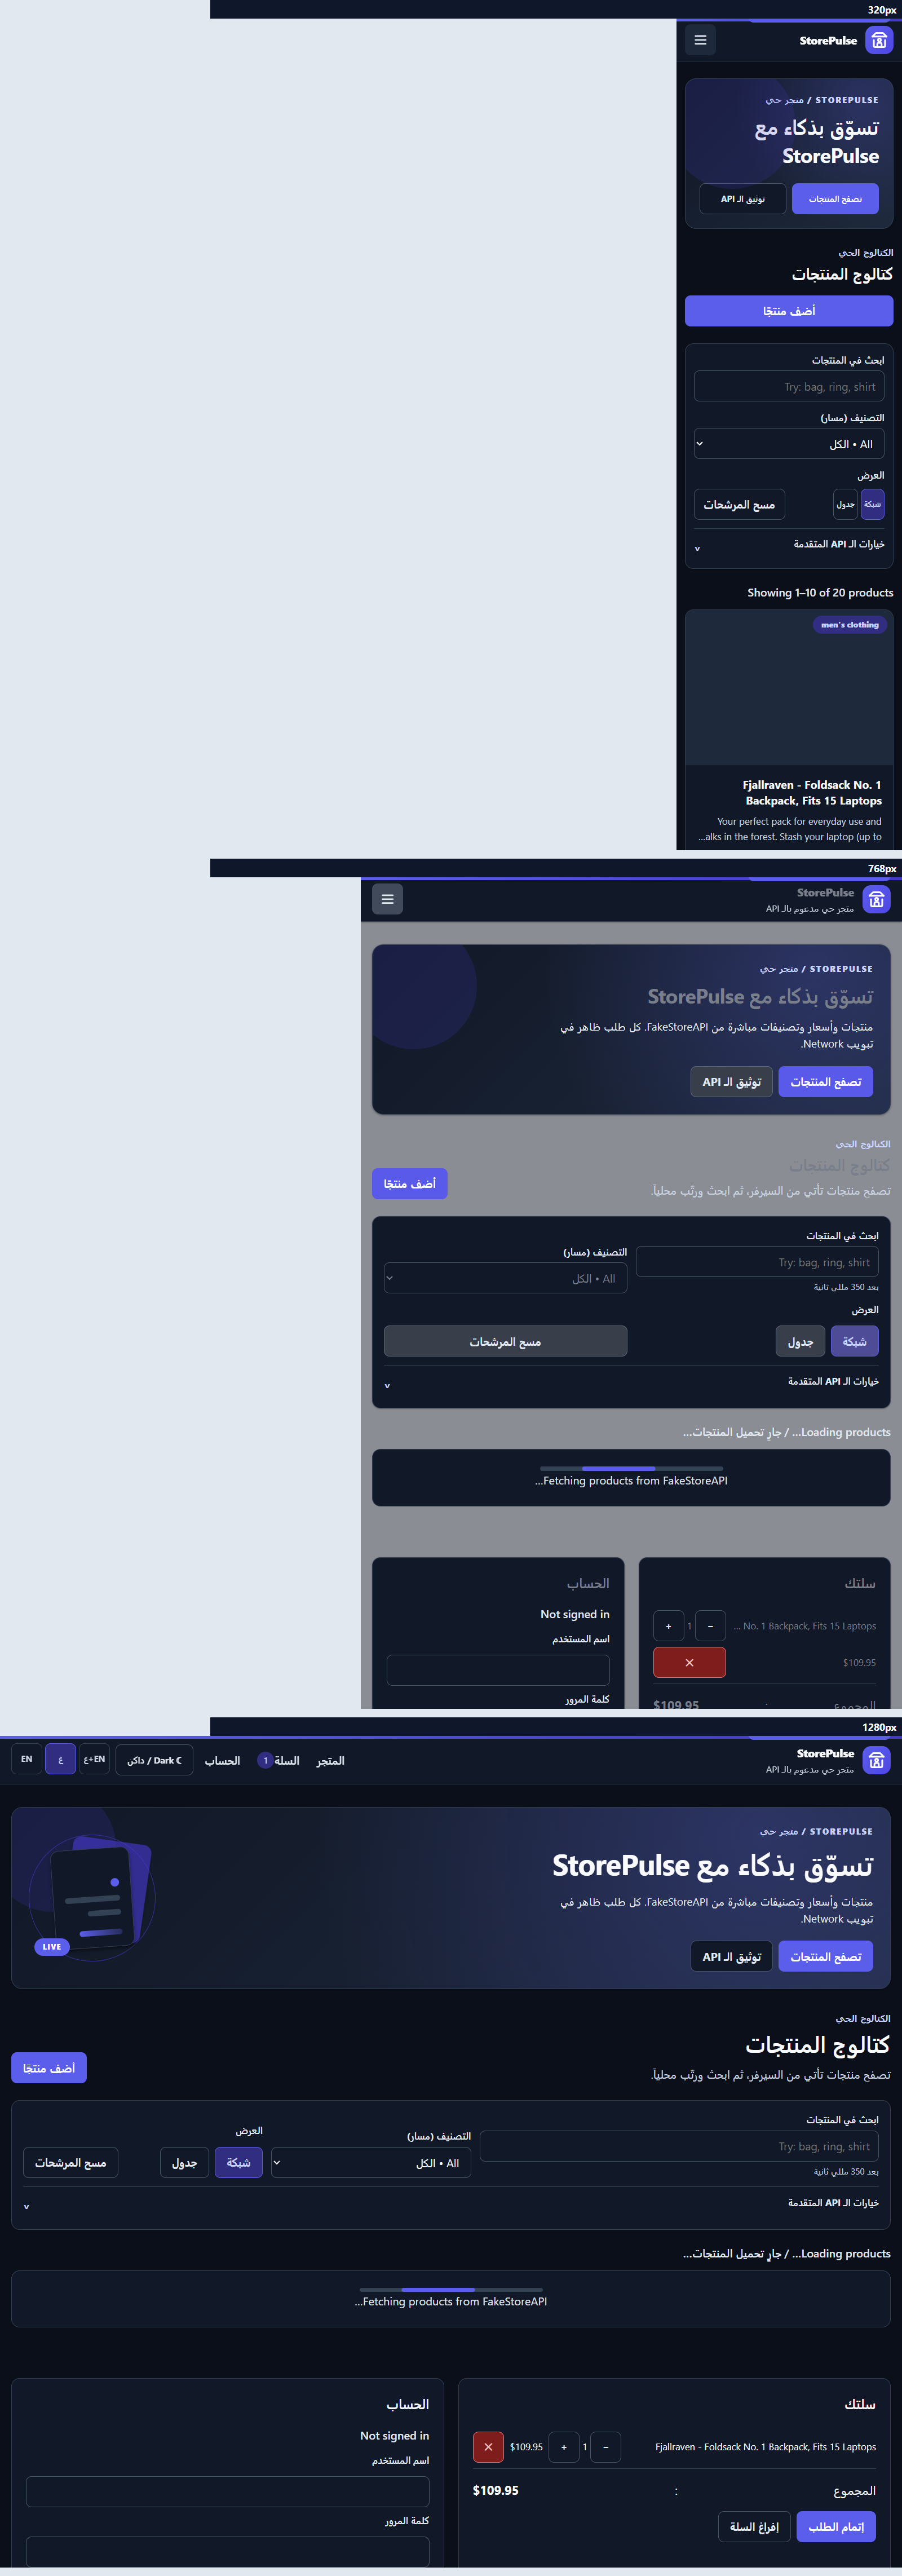 320px
StorePulse
STOREPULSE / متجر حي
تسوّق بذكاء مع
StorePulse
تصفح المنتجات
توثيق الـ API
الكتالوج الحي
كتالوج المنتجات
أضف منتجًا
ابحث في المنتجات
Try: bag, ring, shirt
التصنيف (مسار)
All • الكل
العرض
شبكة
جدول
مسح المرشحات
خيارات الـ API المتقدمة
Showing 1–10 of 20 products
men's clothing
Fjallraven - Foldsack No. 1
Backpack, Fits 15 Laptops
Your perfect pack for everyday use and
...alks in the forest. Stash your laptop (up to
768px
StorePulse
متجر حي مدعوم بالـ API
STOREPULSE / متجر حي
تسوّق بذكاء مع StorePulse
منتجات وأسعار وتصنيفات مباشرة من FakeStoreAPI. كل طلب ظاهر في
تبويب Network.
تصفح المنتجات
توثيق الـ API
الكتالوج الحي
كتالوج المنتجات
تصفح منتجات تأتي من السيرفر، ثم ابحث ورتّب محلياً.
أضف منتجًا
ابحث في المنتجات
Try: bag, ring, shirt
بعد 350 مللي ثانية
التصنيف (مسار)
All • الكل
العرض
شبكة
جدول
مسح المرشحات
خيارات الـ API المتقدمة
Loading products... / جارٍ تحميل المنتجات...
...Fetching products from FakeStoreAPI
سلتك
... No. 1 Backpack, Fits 15 Laptops
− 1 +
$109.95
×
المجموع : $109.95
الحساب
Not signed in
اسم المستخدم
كلمة المرور
1280px
StorePulse
متجر حي مدعوم بالـ API
المتجر
السلة 1
الحساب
☾ Dark / داكن
ع+EN
ع
EN
STOREPULSE / متجر حي
تسوّق بذكاء مع StorePulse
منتجات وأسعار وتصنيفات مباشرة من FakeStoreAPI. كل طلب ظاهر في
تبويب Network.
تصفح المنتجات
توثيق الـ API
LIVE
الكتالوج الحي
كتالوج المنتجات
تصفح منتجات تأتي من السيرفر، ثم ابحث ورتّب محلياً.
أضف منتجًا
ابحث في المنتجات
Try: bag, ring, shirt
بعد 350 مللي ثانية
التصنيف (مسار)
All • الكل
العرض
شبكة
جدول
مسح المرشحات
خيارات الـ API المتقدمة
Loading products... / جارٍ تحميل المنتجات...
...Fetching products from FakeStoreAPI
سلتك
Fjallraven - Foldsack No. 1 Backpack, Fits 15 Laptops
− 1 +
$109.95
×
المجموع : $109.95
إتمام الطلب
إفراغ السلة
الحساب
Not signed in
اسم المستخدم
كلمة المرور